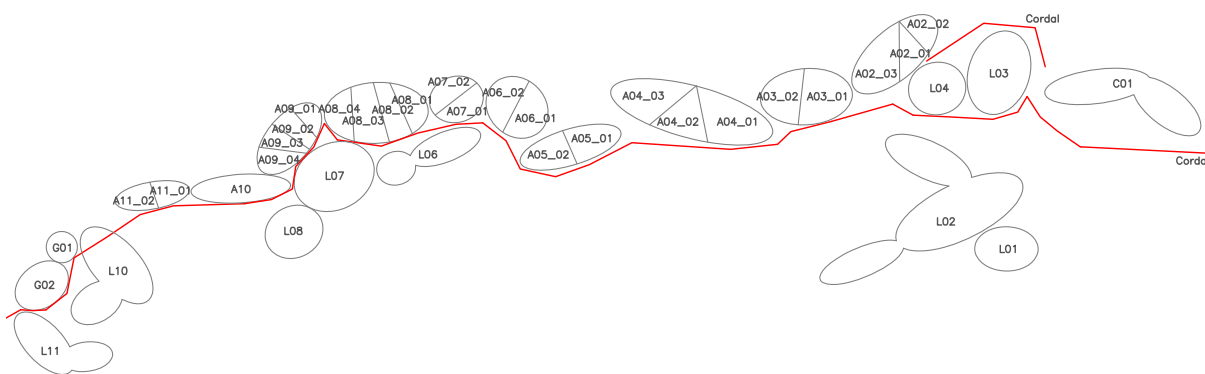 Cordal
A02_02
A02_01
A02_03
L03
L04
C01
A07_02
A07_01
A06_02
A06_01
A04_03
A04_02
A04_01
A03_02
A03_01
A09_01
A08_04
A08_03
A08_02
A08_01
A09_02
A09_03
A09_04
A05_01
A05_02
L06
Corda
L07
A10
A11_01
A11_02
L02
L08
L01
G01
L10
G02
L11